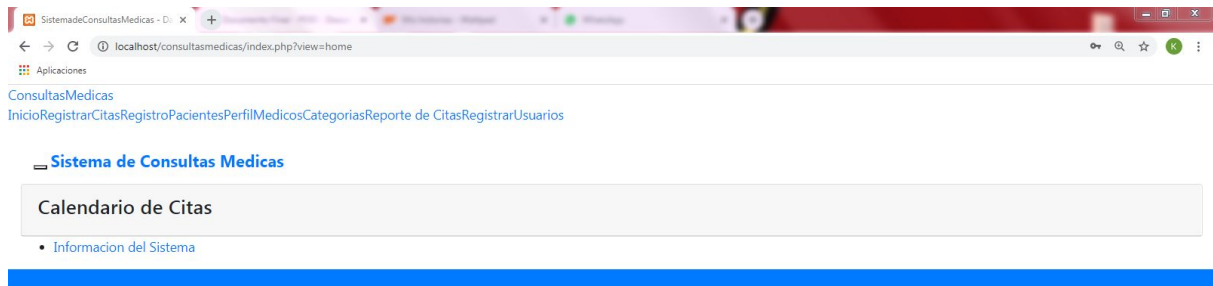 SistemadeConsultasMedicas - D
localhost/consultasmedicas/index.php?view=home
K
Aplicaciones
ConsultasMedicas
InicioRegistrarCitasRegistroPacientesPerfilMedicosCategoriasReporte de CitasRegistrarUsuarios
Sistema de Consultas Medicas
Calendario de Citas
• Informacion del Sistema